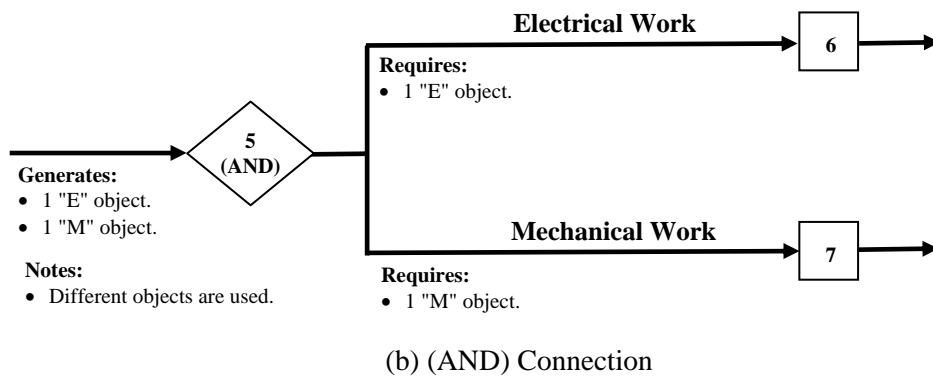 Electrical Work
6
Requires:
• 1 "E" object.
5
(AND)
Generates:
• 1 "E" object.
• 1 "M" object.
Notes:
• Different objects are used.
Mechanical Work
7
Requires:
• 1 "M" object.
(b) (AND) Connection